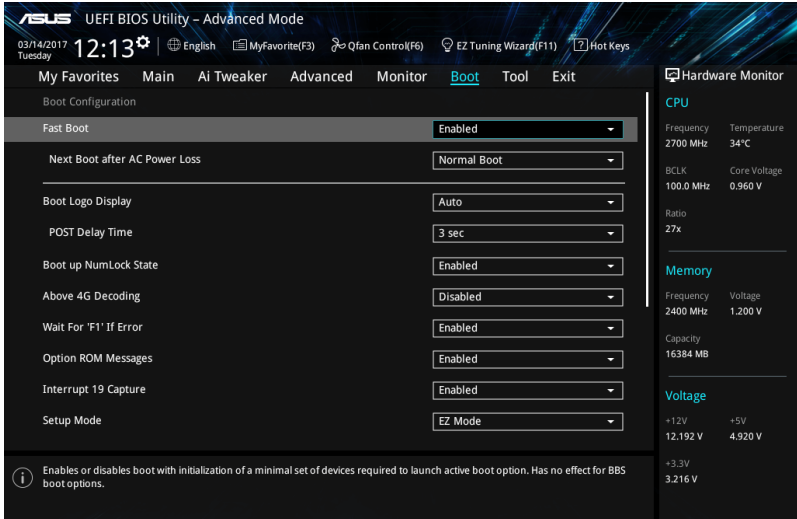 ASUS UEFI BIOS Utility – Advanced Mode
03/14/2017
Tuesday
12:13
English
MyFavorite(F3)
Qfan Control(F6)
EZ Tuning Wizard(F11)
? Hot Keys
My Favorites Main Ai Tweaker Advanced Monitor Boot Tool Exit
Boot Configuration
Fast Boot Enabled
Next Boot after AC Power Loss Normal Boot
Boot Logo Display Auto
POST Delay Time 3 sec
Boot up NumLock State Enabled
Above 4G Decoding Disabled
Wait For 'F1' If Error Enabled
Option ROM Messages Enabled
Interrupt 19 Capture Enabled
Setup Mode EZ Mode
i Enables or disables boot with initialization of a minimal set of devices required to launch active boot option. Has no effect for BBS
boot options.
Hardware Monitor
CPU
Frequency Temperature
2700 MHz 34°C
BCLK Core Voltage
100.0 MHz 0.960 V
Ratio
27x
Memory
Frequency Voltage
2400 MHz 1.200 V
Capacity
16384 MB
Voltage
+12V +5V
12.192 V 4.920 V
+3.3V
3.216 V